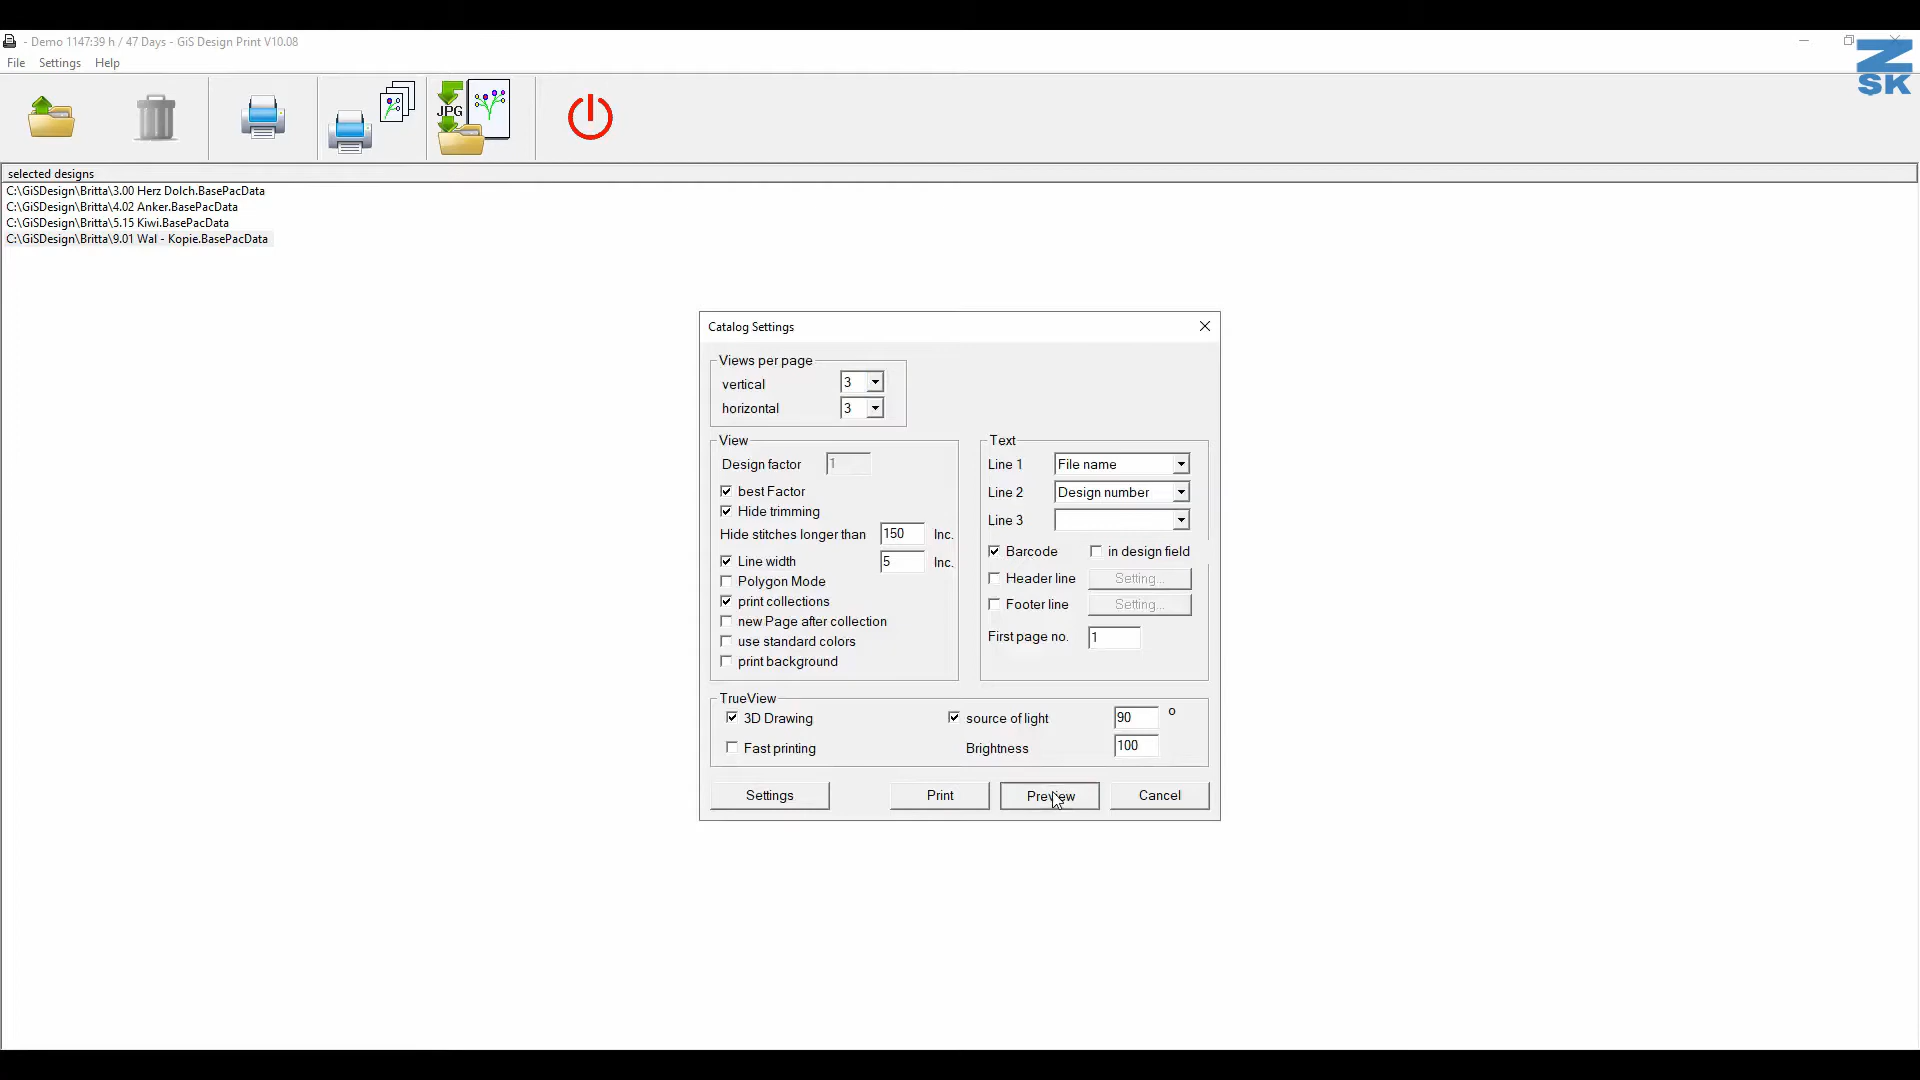 - Demo 1147:39 h / 47 Days - GiS Design Print V10.08
File Settings Help
JPG
Z
SK
selected designs
C:\GiSDesign\Britta\3.00 Herz Dolch.BasePacData
C:\GiSDesign\Britta\4.02 Anker.BasePacData
C:\GiSDesign\Britta\5.15 Kiwi.BasePacData
C:\GiSDesign\Britta\9.01 Wal - Kopie.BasePacData
Catalog Settings
Views per page
vertical 3
horizontal 3
View
Design factor 1
best Factor
Hide trimming
Hide stitches longer than 150 Inc.
Line width 5 Inc.
Polygon Mode
print collections
new Page after collection
use standard colors
print background
Text
Line 1 File name
Line 2 Design number
Line 3
Barcode in design field
Header line Setting...
Footer line Setting...
First page no. 1
TrueView
3D Drawing source of light 90 °
Fast printing Brightness 100
Settings Print Preview Cancel